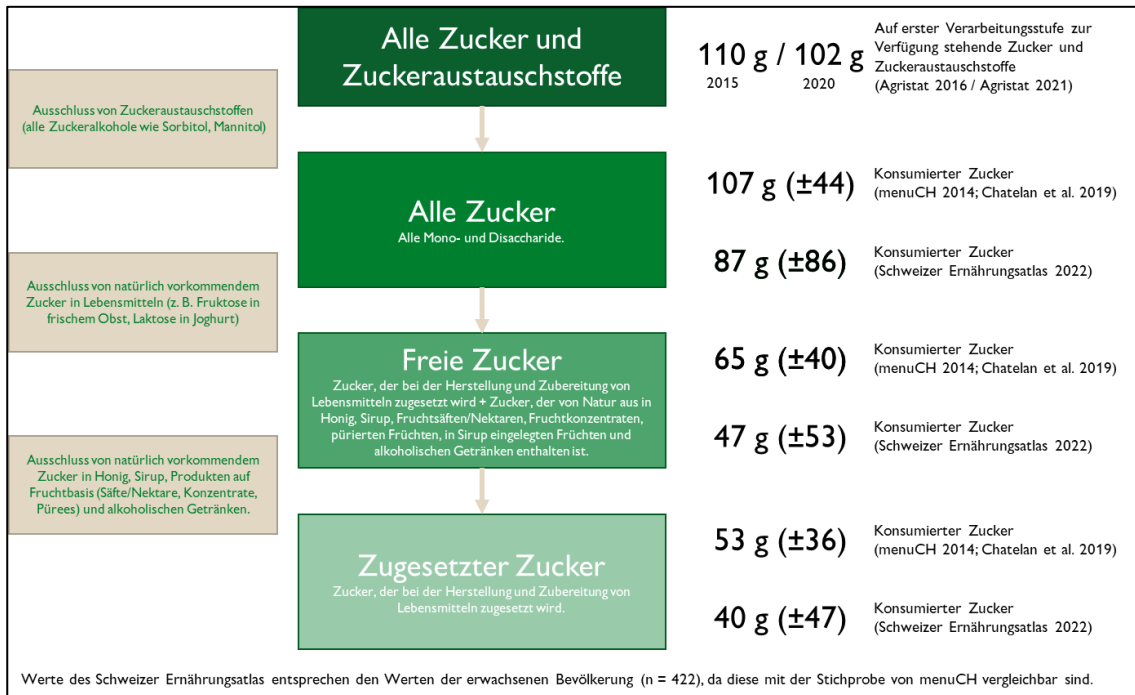 Alle Zucker und
Zuckeraustauschstoffe
110 g / 102 g
2015 2020
Auf erster Verarbeitungsstufe zur
Verfügung stehende Zucker und
Zuckeraustauschstoffe
(Agristat 2016 / Agristat 2021)
Ausschluss von Zuckeraustauschstoffen
(alle Zuckeralkohole wie Sorbitol, Mannitol)
Alle Zucker
Alle Mono- und Disaccharide.
107 g (±44)
Konsumierter Zucker
(menuCH 2014; Chatelan et al. 2019)
87 g (±86)
Konsumierter Zucker
(Schweizer Ernährungsatlas 2022)
Ausschluss von natürlich vorkommendem
Zucker in Lebensmitteln (z. B. Fruktose in
frischem Obst, Laktose in Joghurt)
Freie Zucker
Zucker, der bei der Herstellung und Zubereitung von
Lebensmitteln zugesetzt wird + Zucker, der von Natur aus in
Honig, Sirup, Fruchtsäften/Nektaren, Fruchtkonzentraten,
pürierten Früchten, in Sirup eingelegten Früchten und
alkoholischen Getränken enthalten ist.
65 g (±40)
Konsumierter Zucker
(menuCH 2014; Chatelan et al. 2019)
47 g (±53)
Konsumierter Zucker
(Schweizer Ernährungsatlas 2022)
Ausschluss von natürlich vorkommendem
Zucker in Honig, Sirup, Produkten auf
Fruchtbasis (Säfte/Nektare, Konzentrate,
Pürees) und alkoholischen Getränken.
Zugesetzter Zucker
Zucker, der bei der Herstellung und Zubereitung von
Lebensmitteln zugesetzt wird.
53 g (±36)
Konsumierter Zucker
(menuCH 2014; Chatelan et al. 2019)
40 g (±47)
Konsumierter Zucker
(Schweizer Ernährungsatlas 2022)
Werte des Schweizer Ernährungsatlas entsprechen den Werten der erwachsenen Bevölkerung (n = 422), da diese mit der Stichprobe von menuCH vergleichbar sind.